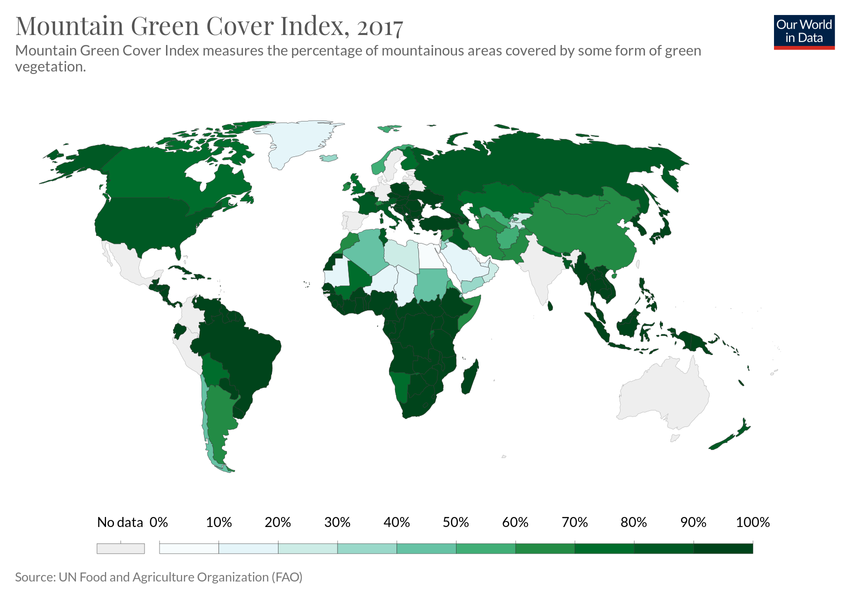 Mountain Green Cover Index, 2017
Our World
in Data
Mountain Green Cover Index measures the percentage of mountainous areas covered by some form of green
vegetation.
No data 0% 10% 20% 30% 40% 50% 60% 70% 80% 90% 100%
Source: UN Food and Agriculture Organization (FAO)